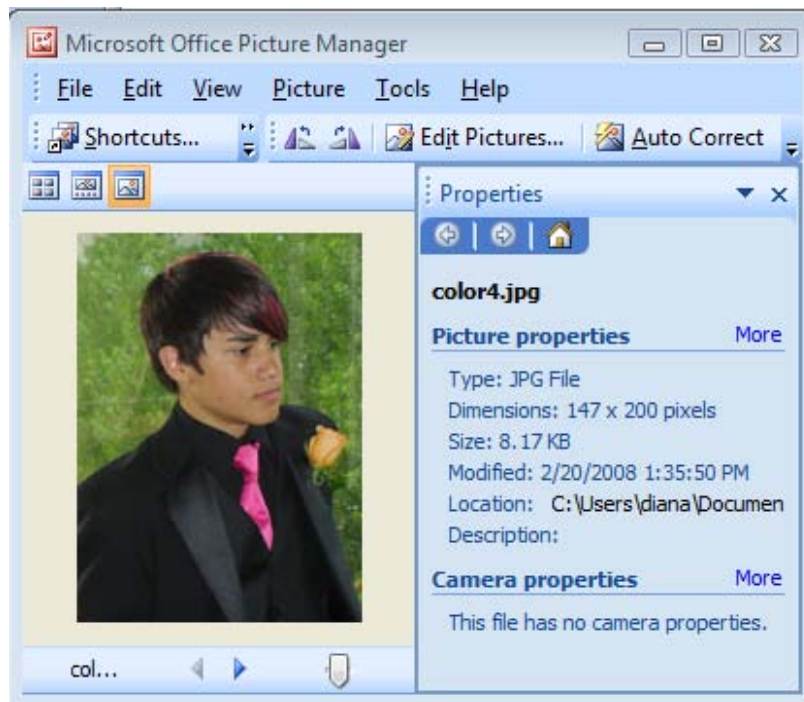 Microsoft Office Picture Manager
File Edit View Picture Tools Help
Shortcuts... Edit Pictures... Auto Correct
Properties
color4.jpg
Picture properties More
Type: JPG File
Dimensions: 147 x 200 pixels
Size: 8.17 KB
Modified: 2/20/2008 1:35:50 PM
Location: C:\Users\diana\Documen
Description:
Camera properties More
This file has no camera properties.
col...